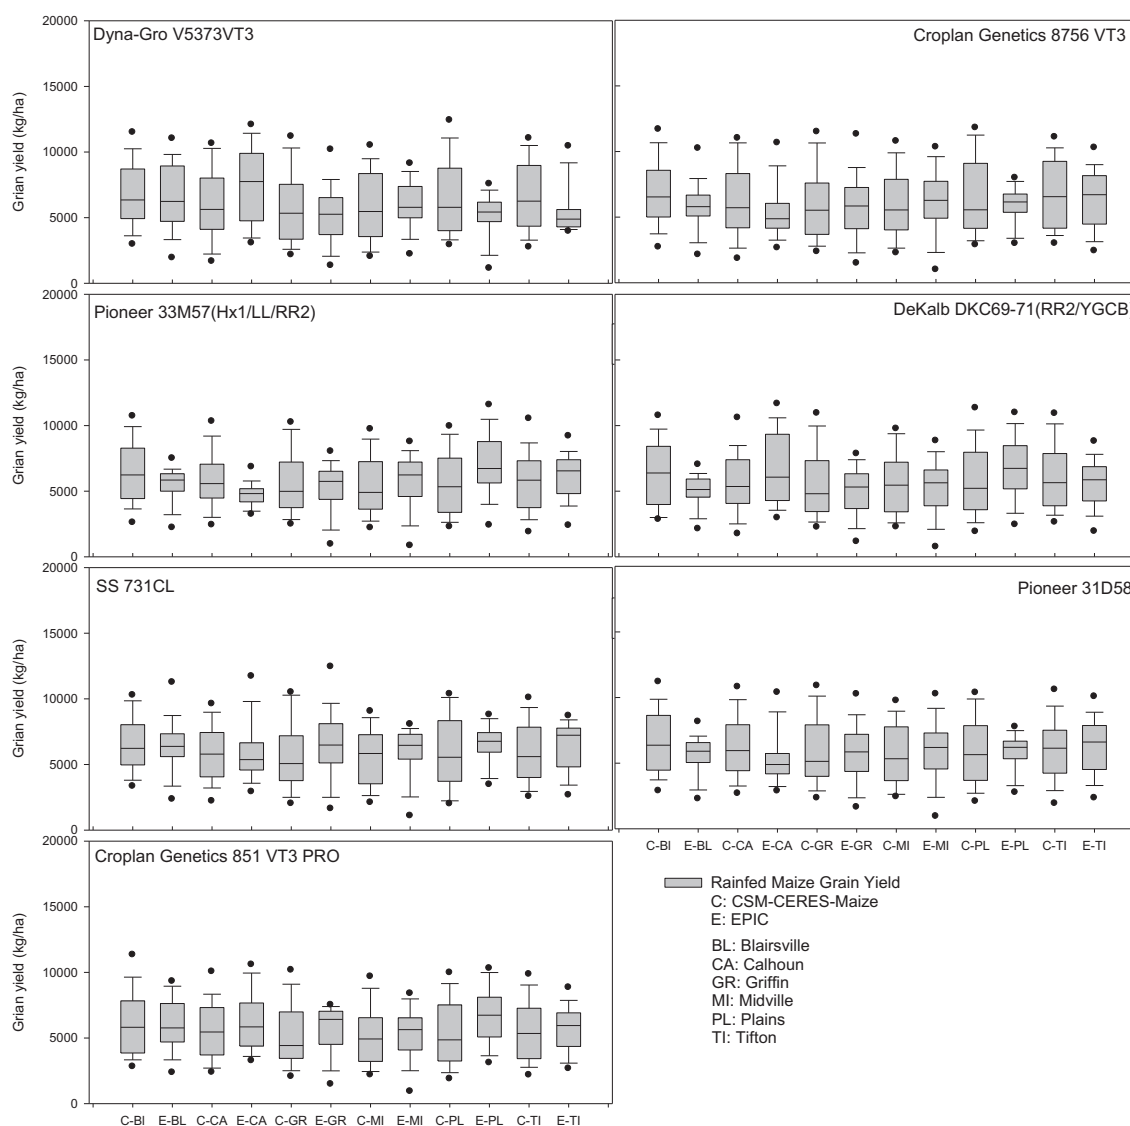 20000
Dyna-Gro V5373VT3
Croplan Genetics 8756 VT3
15000
10000
5000
0
Grian yield (kg/ha)
20000
Pioneer 33M57(Hx1/LL/RR2)
DeKalb DKC69-71(RR2/YGCB
15000
10000
5000
0
Grian yield (kg/ha)
20000
SS 731CL
Pioneer 31D58
15000
10000
5000
0
Grian yield (kg/ha)
C-BI E-BL C-CA E-CA C-GR E-GR C-MI E-MI C-PL E-PL C-TI E-TI
20000
Croplan Genetics 851 VT3 PRO
15000
10000
5000
0
Grian yield (kg/ha)
C-BI E-BL C-CA E-CA C-GR E-GR C-MI E-MI C-PL E-PL C-TI E-TI
Rainfed Maize Grain Yield
C: CSM-CERES-Maize
E: EPIC
BL: Blairsville
CA: Calhoun
GR: Griffin
MI: Midville
PL: Plains
TI: Tifton